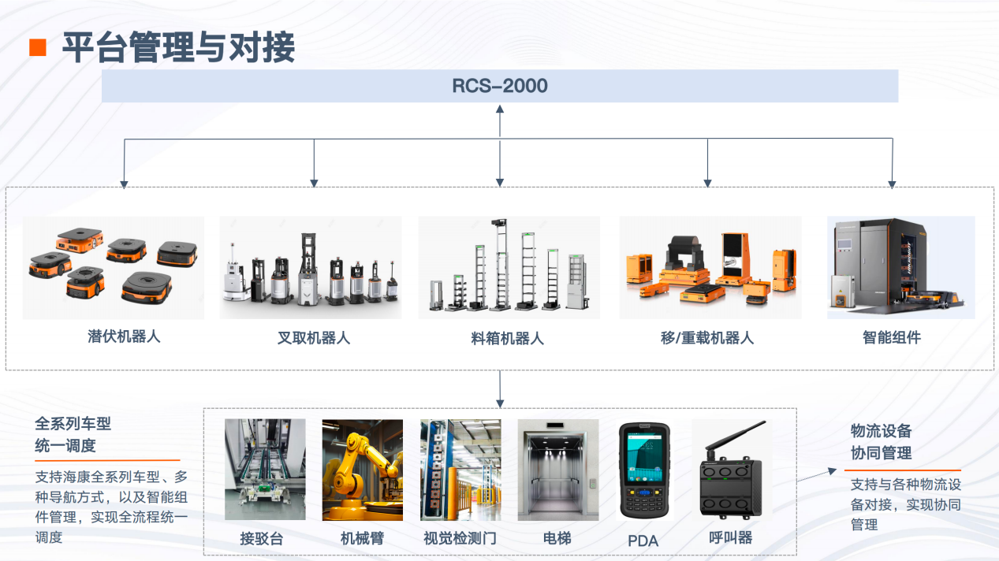 平台管理与对接
RCS-2000
潜伏机器人
叉取机器人
料箱机器人
移/重载机器人
智能组件
全系列车型
统一调度
支持海康全系列车型、多
种导航方式，以及智能组
件管理，实现全流程统一
调度
接驳台
机械臂
视觉检测门
电梯
PDA
呼叫器
物流设备
协同管理
支持与各种物流设
备对接，实现协同
管理